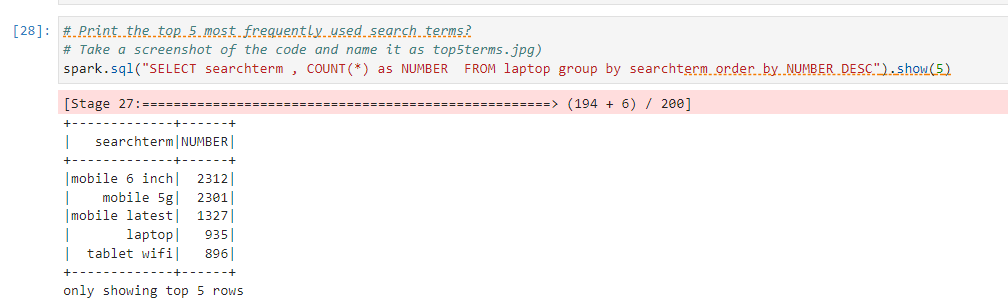 [28]: # Print the top 5 most frequently used search terms?
# Take a screenshot of the code and name it as top5terms.jpg)
spark.sql("SELECT searchterm , COUNT(*) as NUMBER  FROM laptop group by searchterm order by NUMBER DESC").show(5)
[Stage 27:===================================================> (194 + 6) / 200]
+-------------+------+
|   searchterm|NUMBER|
+-------------+------+
|mobile 6 inch|  2312|
|    mobile 5g|  2301|
|mobile latest|  1327|
|       laptop|   935|
|  tablet wifi|   896|
+-------------+------+
only showing top 5 rows